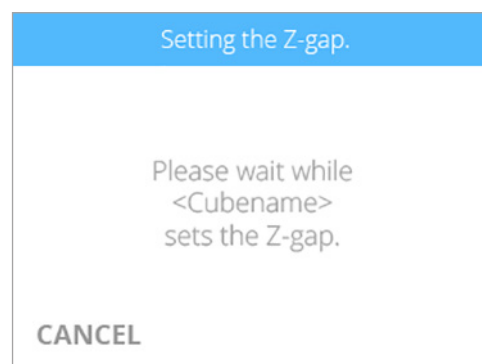 Setting the Z-gap.
Please wait while
<Cubename>
sets the Z-gap.
CANCEL